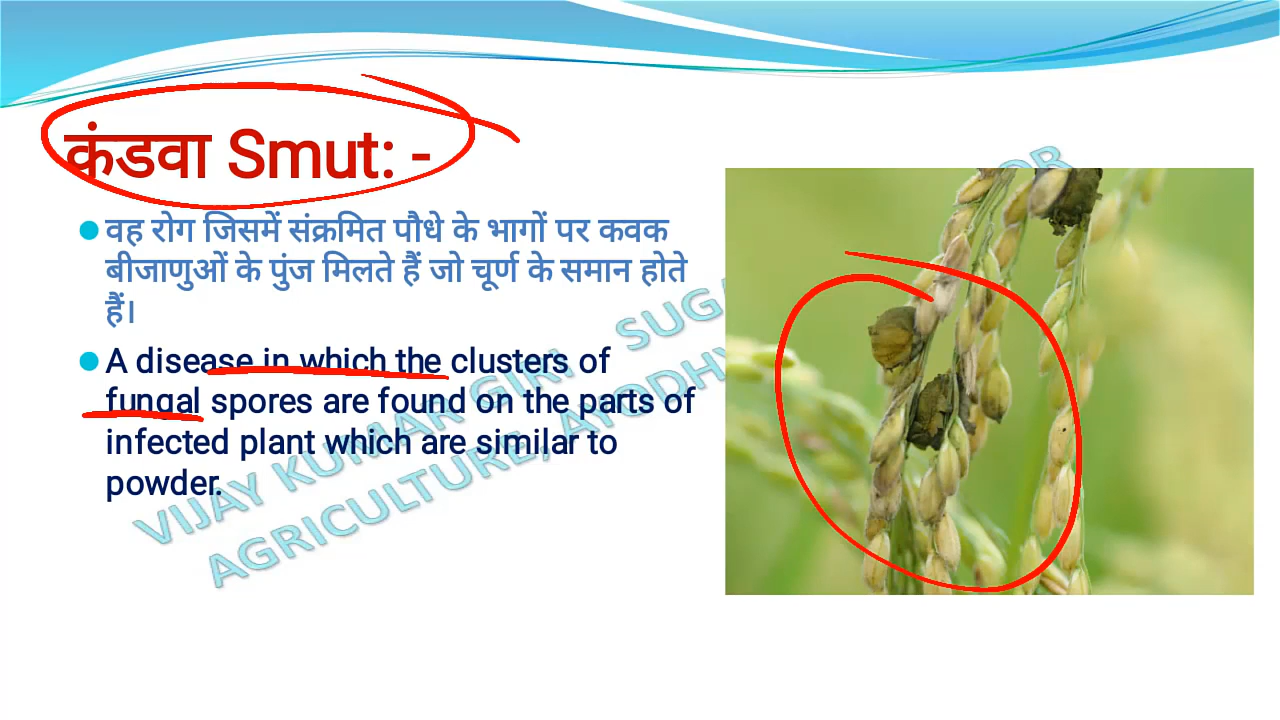 कंडवा Smut: -
वह रोग जिसमें संक्रमित पौधे के भागों पर कवक
बीजाणुओं के पुंज मिलते हैं जो चूर्ण के समान होते
हैं।
A disease in which the clusters of
fungal spores are found on the parts of
infected plant which are similar to
powder.
VIJAY KUMAR GIRI
AGRICULTURE,